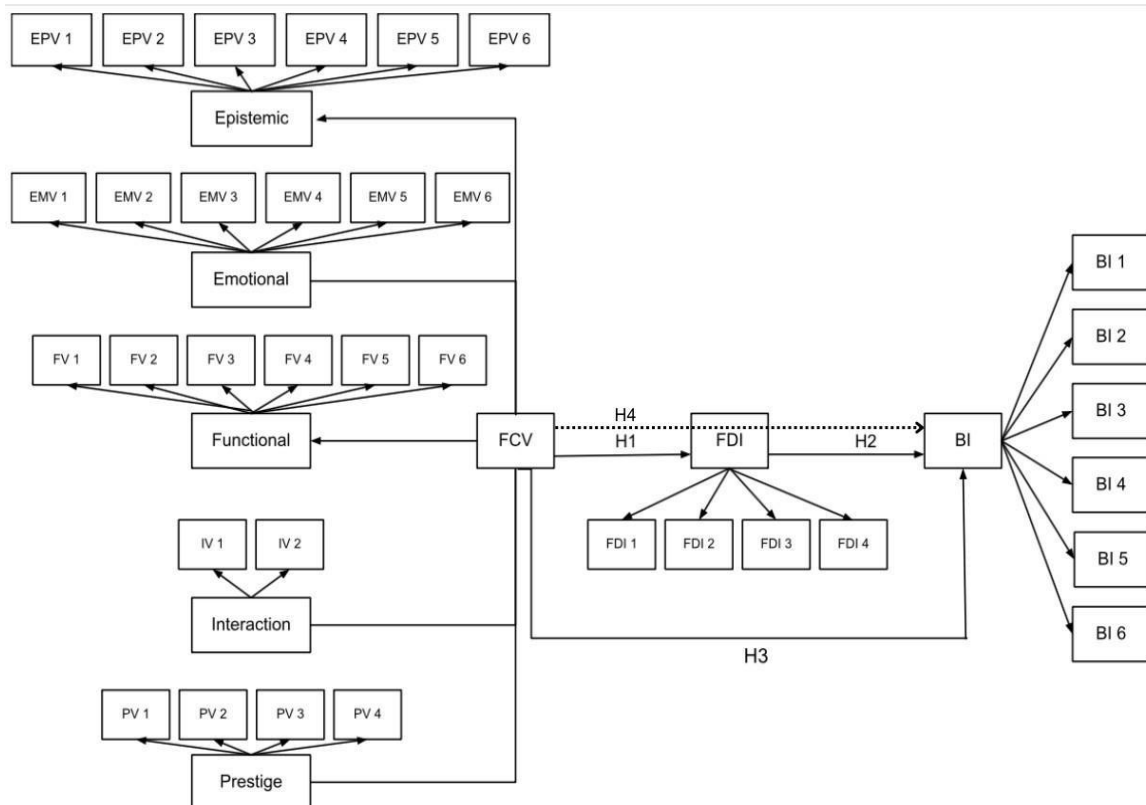 EPV 1
EPV 2
EPV 3
EPV 4
EPV 5
EPV 6
Epistemic
EMV 1
EMV 2
EMV 3
EMV 4
EMV 5
EMV 6
Emotional
FV 1
FV 2
FV 3
FV 4
FV 5
FV 6
Functional
FCV
H4
H1
FDI
H2
BI
FDI 1
FDI 2
FDI 3
FDI 4
H3
BI 1
BI 2
BI 3
BI 4
BI 5
BI 6
IV 1
IV 2
Interaction
PV 1
PV 2
PV 3
PV 4
Prestige